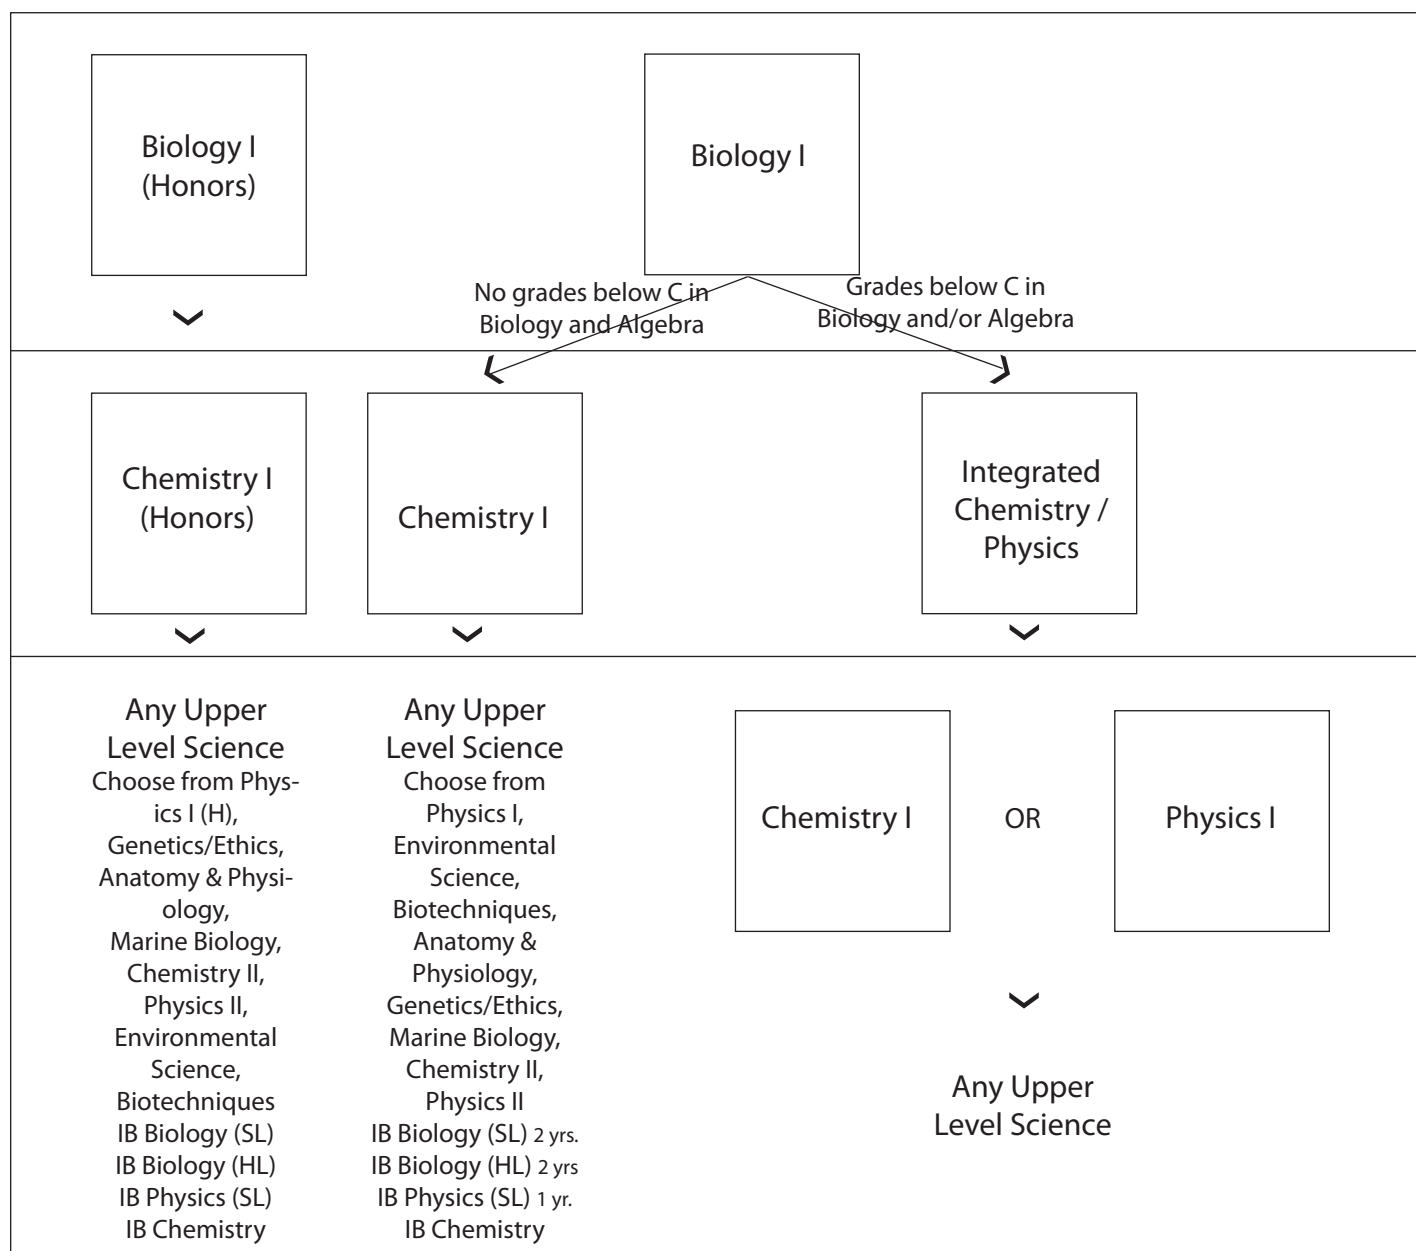 Biology I
(Honors)
Biology I
No grades below C in
Biology and Algebra
Grades below C in
Biology and/or Algebra
Chemistry I
(Honors)
Chemistry I
Integrated
Chemistry /
Physics
Any Upper
Level Science
Choose from Phys-
ics I (H),
Genetics/Ethics,
Anatomy & Physi-
ology,
Marine Biology,
Chemistry II,
Physics II,
Environmental
Science,
Biotechniques
IB Biology (SL)
IB Biology (HL)
IB Physics (SL)
IB Chemistry
Any Upper
Level Science
Choose from
Physics I,
Environmental
Science,
Biotechniques,
Anatomy &
Physiology,
Genetics/Ethics,
Marine Biology,
Chemistry II,
Physics II
IB Biology (SL) 2 yrs.
IB Biology (HL) 2 yrs
IB Physics (SL) 1 yr.
IB Chemistry
Chemistry I
OR
Physics I
Any Upper
Level Science